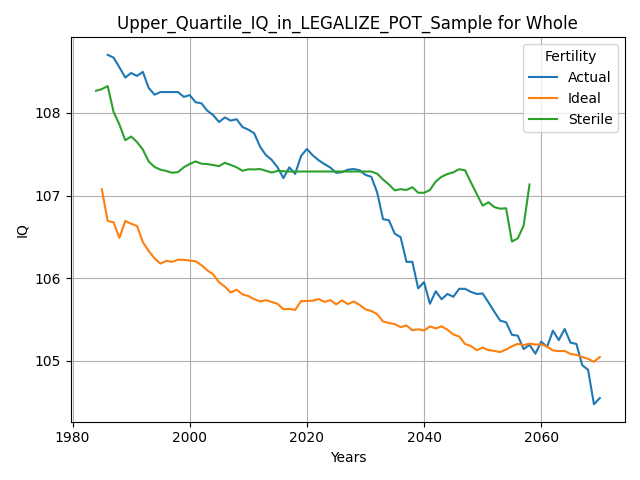 Upper_Quartile_IQ_in_LEGALIZE_POT_Sample for Whole
Fertility
Actual
Ideal
Sterile
IQ
108
107
106
105
1980
2000
2020
2040
2060
Years